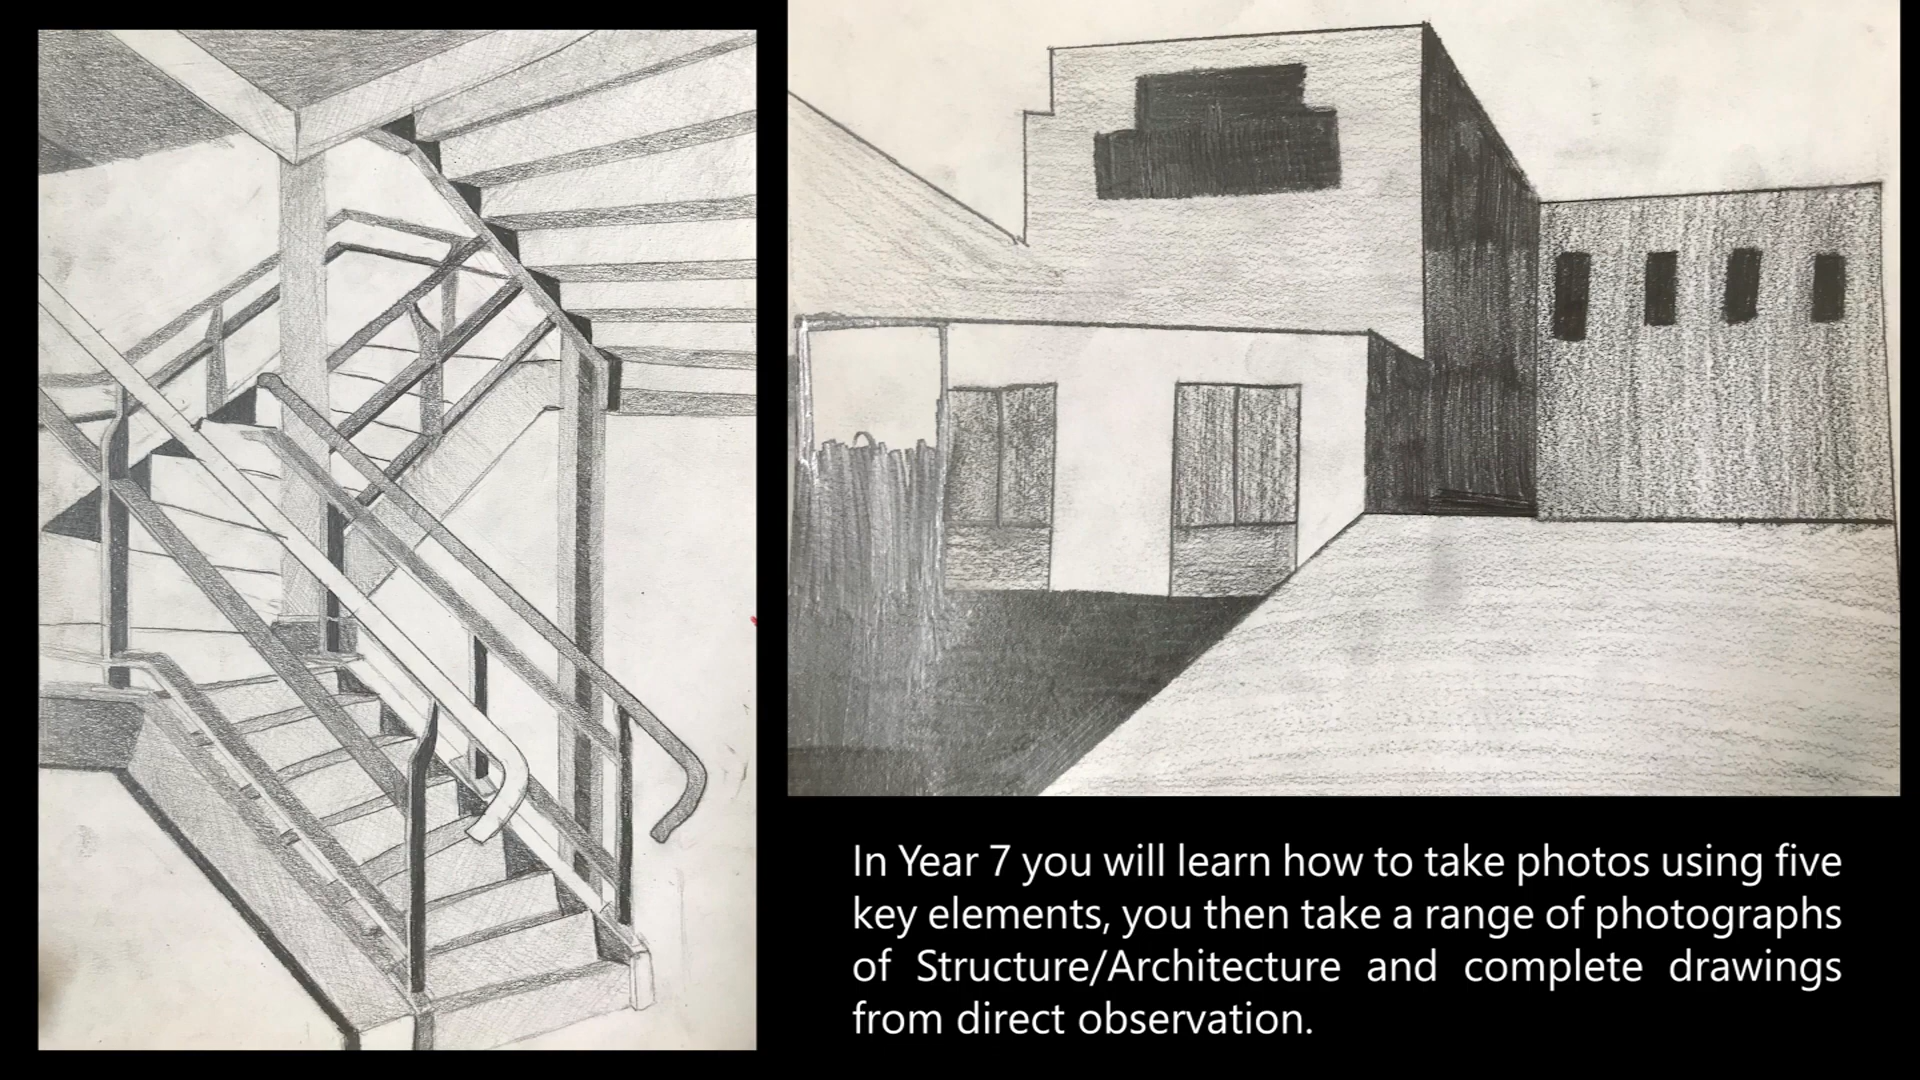 In Year 7 you will learn how to take photos using five
key elements, you then take a range of photographs
of Structure/Architecture and complete drawings
from direct observation.